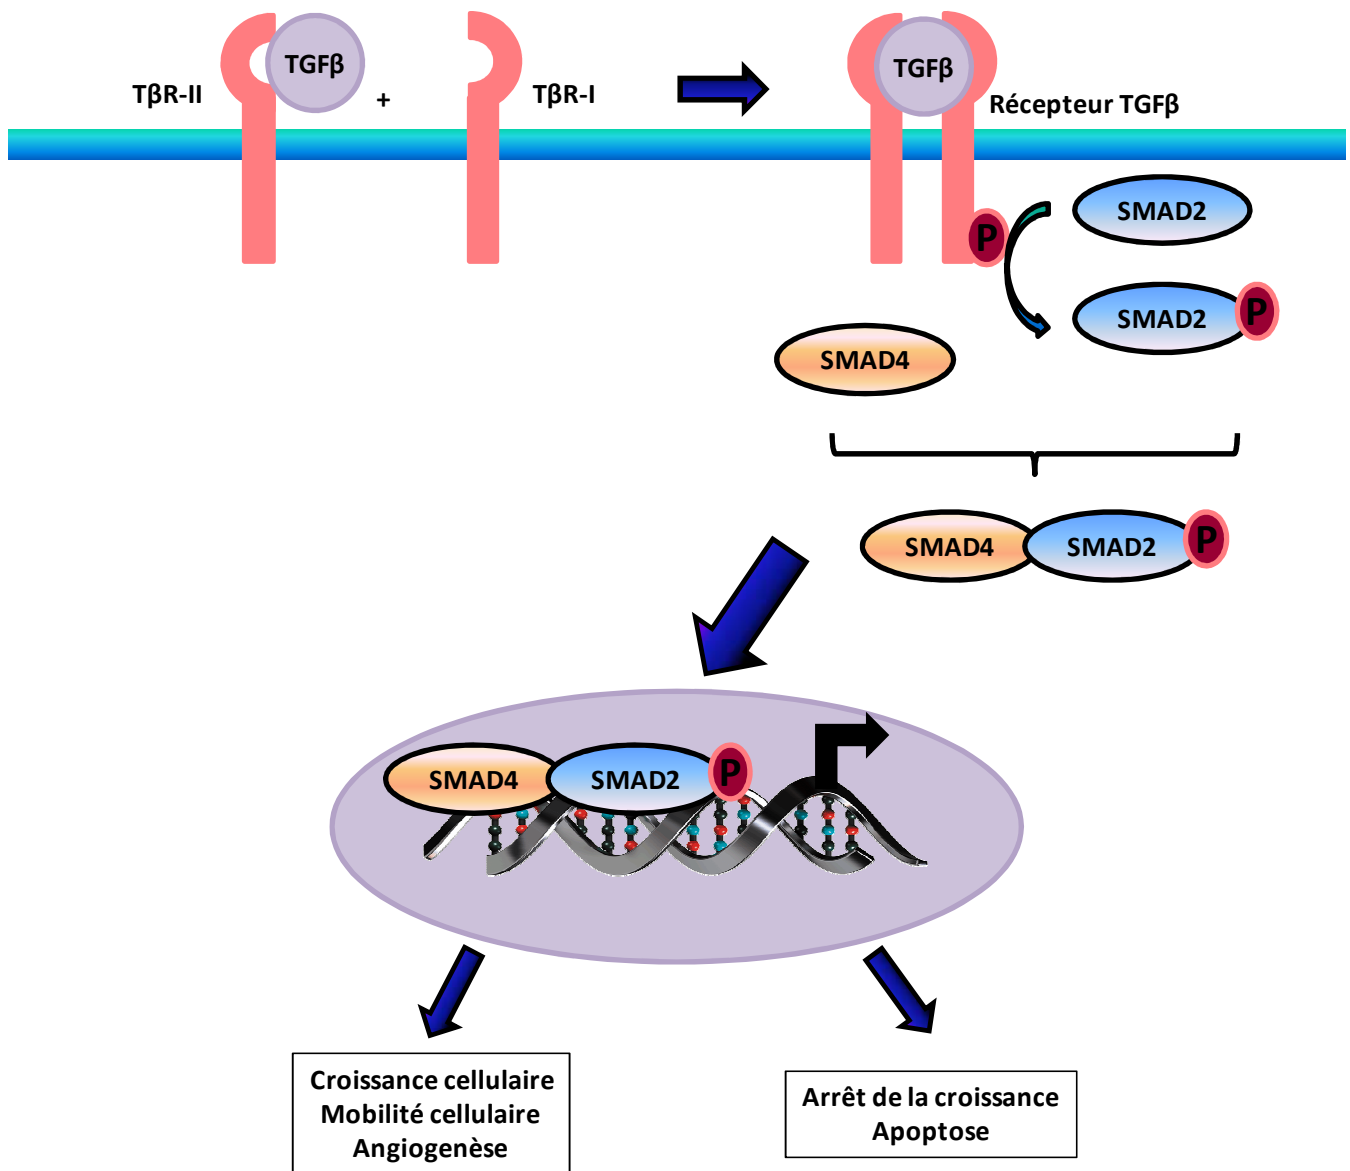 TGFβ
TβR-II
+
TβR-I
TGFβ
Récepteur TGFβ
SMAD2
P
SMAD2
P
SMAD4
SMAD4
SMAD2
P
SMAD4
SMAD2
P
Croissance cellulaire
Mobilité cellulaire
Angiogenèse
Arrêt de la croissance
Apoptose